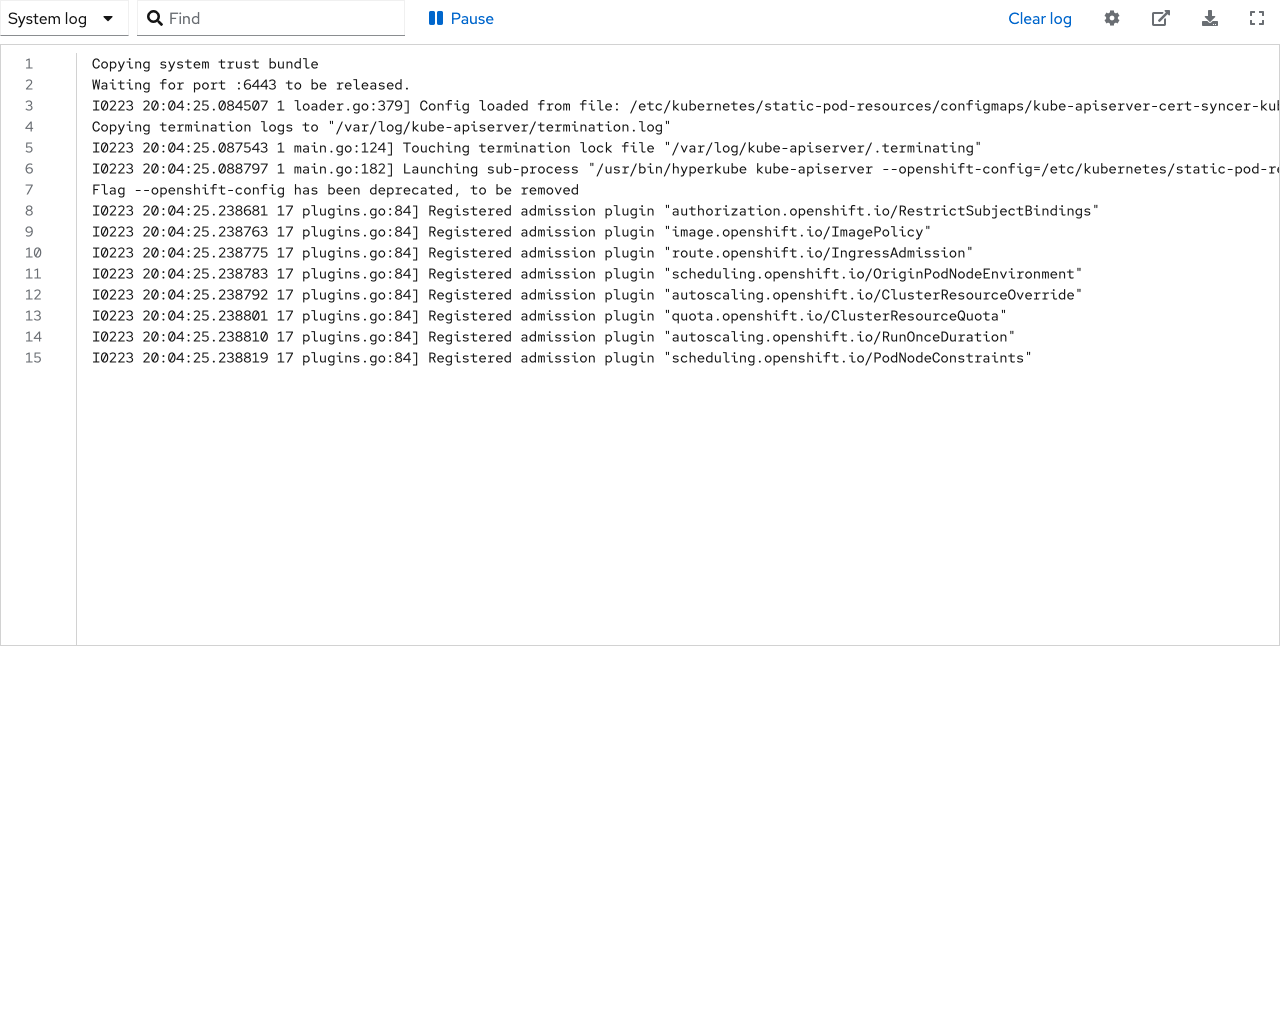 System log
Find
Pause
Clear log
1 Copying system trust bundle
2 Waiting for port :6443 to be released.
3 I0223 20:04:25.084507 1 loader.go:379] Config loaded from file: /etc/kubernetes/static-pod-resources/configmaps/kube-apiserver-cert-syncer-ku
4 Copying termination logs to "/var/log/kube-apiserver/termination.log"
5 I0223 20:04:25.087543 1 main.go:124] Touching termination lock file "/var/log/kube-apiserver/.terminating"
6 I0223 20:04:25.088797 1 main.go:182] Launching sub-process "/usr/bin/hyperkube kube-apiserver --openshift-config=/etc/kubernetes/static-pod-r
7 Flag --openshift-config has been deprecated, to be removed
8 I0223 20:04:25.238681 17 plugins.go:84] Registered admission plugin "authorization.openshift.io/RestrictSubjectBindings"
9 I0223 20:04:25.238763 17 plugins.go:84] Registered admission plugin "image.openshift.io/ImagePolicy"
10 I0223 20:04:25.238775 17 plugins.go:84] Registered admission plugin "route.openshift.io/IngressAdmission"
11 I0223 20:04:25.238783 17 plugins.go:84] Registered admission plugin "scheduling.openshift.io/OriginPodNodeEnvironment"
12 I0223 20:04:25.238792 17 plugins.go:84] Registered admission plugin "autoscaling.openshift.io/ClusterResourceOverride"
13 I0223 20:04:25.238801 17 plugins.go:84] Registered admission plugin "quota.openshift.io/ClusterResourceQuota"
14 I0223 20:04:25.238810 17 plugins.go:84] Registered admission plugin "autoscaling.openshift.io/RunOnceDuration"
15 I0223 20:04:25.238819 17 plugins.go:84] Registered admission plugin "scheduling.openshift.io/PodNodeConstraints"